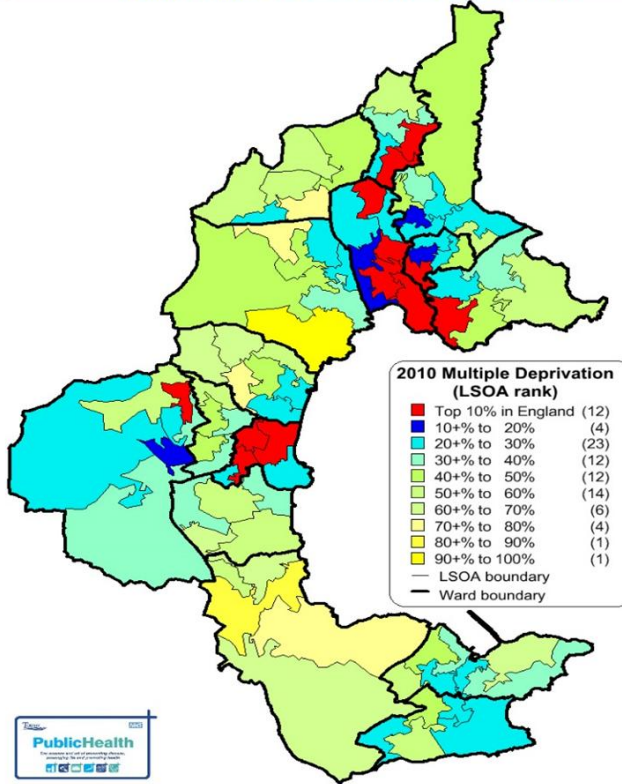 2010 Multiple Deprivation
(LSOA rank)
Top 10% in England (12)
10+% to 20% (4)
20+% to 30% (23)
30+% to 40% (12)
40+% to 50% (12)
50+% to 60% (14)
60+% to 70% (6)
70+% to 80% (4)
80+% to 90% (1)
90+% to 100% (1)
LSOA boundary
Ward boundary
PublicHealth